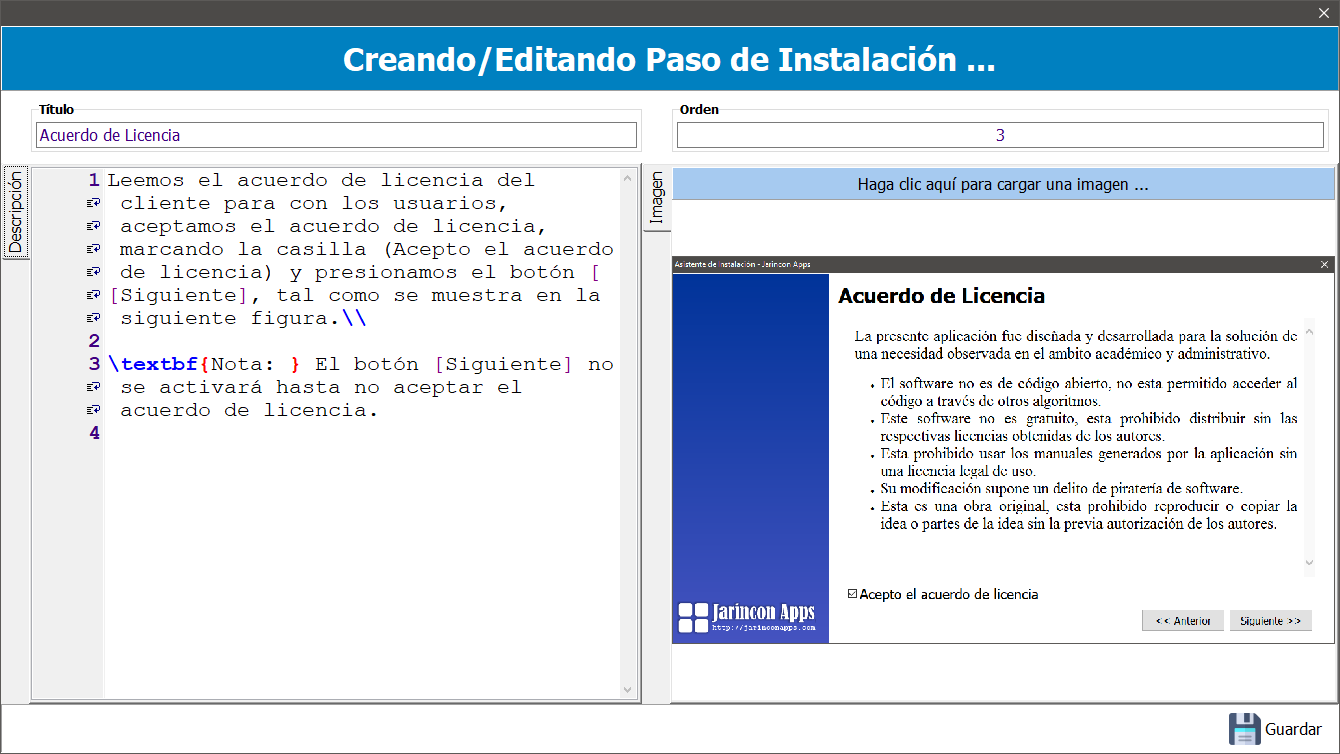 Creando/Editando Paso de Instalación ...
Título
Acuerdo de Licencia
Orden
3
Descripción
1 Leemos el acuerdo de licencia del
cliente para con los usuarios,
aceptamos el acuerdo de licencia,
marcando la casilla (Acepto el acuerdo
de licencia) y presionamos el botón [
[Siguiente], tal como se muestra en la
siguiente figura.\\
2
3 \textbf{Nota: } El botón [Siguiente] no
se activará hasta no aceptar el
acuerdo de licencia.
4
Imagen
Haga clic aquí para cargar una imagen ...
Asistente de Instalación - Jarincon Apps
Acuerdo de Licencia
La presente aplicación fue diseñada y desarrollada para la solución de
una necesidad observada en el ambito académico y administrativo.
• El software no es de código abierto, no esta permitido acceder al
código a través de otros algoritmos.
• Este software no es gratuito, esta prohibido distribuir sin las
respectivas licencias obtenidas de los autores.
• Esta prohibido usar los manuales generados por la aplicación sin
una licencia legal de uso.
• Su modificación supone un delito de piratería de software.
• Esta es una obra original, esta prohibido reproducir o copiar la
idea o partes de la idea sin la previa autorización de los autores.
Acepto el acuerdo de licencia
Jarincon Apps
http://jarinconapps.com
<< Anterior
Siguiente >>
Guardar